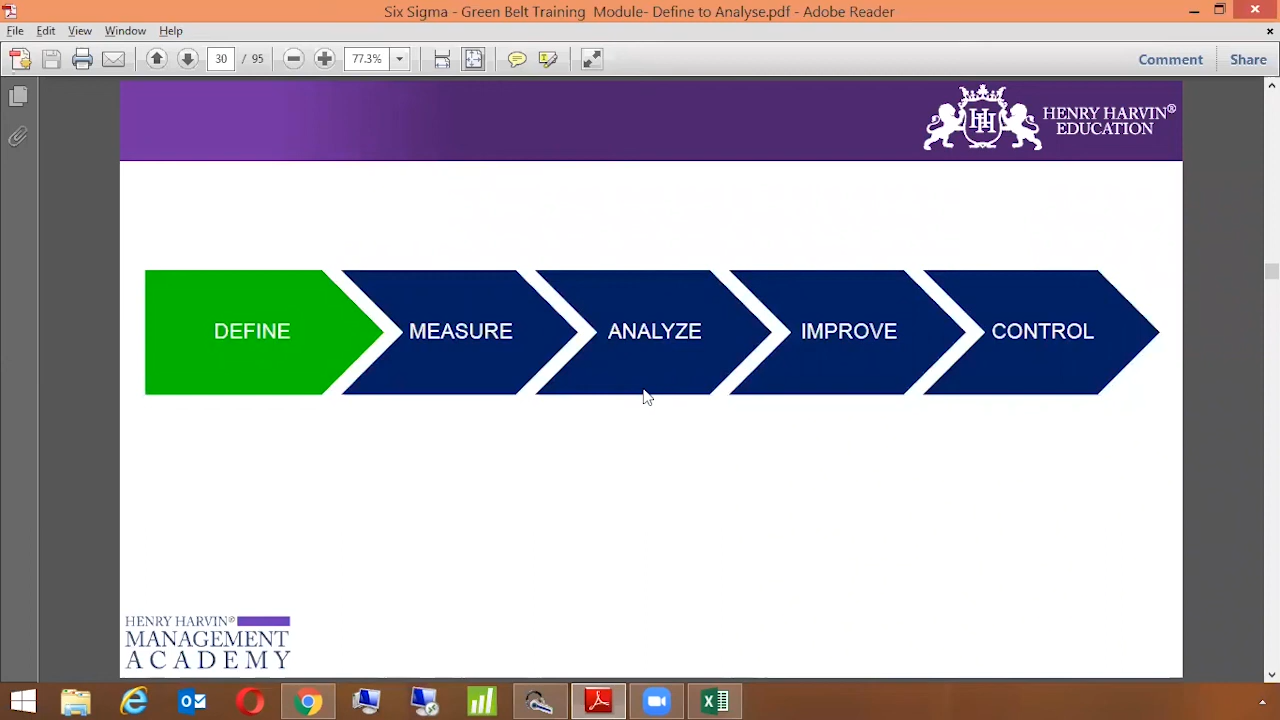 Six Sigma - Green Belt Training  Module- Define to Analyse.pdf - Adobe Reader
File Edit View Window Help
30 / 95 77.3% Comment Share
HENRY HARVIN®
EDUCATION
DEFINE MEASURE ANALYZE IMPROVE CONTROL
HENRY HARVIN®
MANAGEMENT
ACADEMY